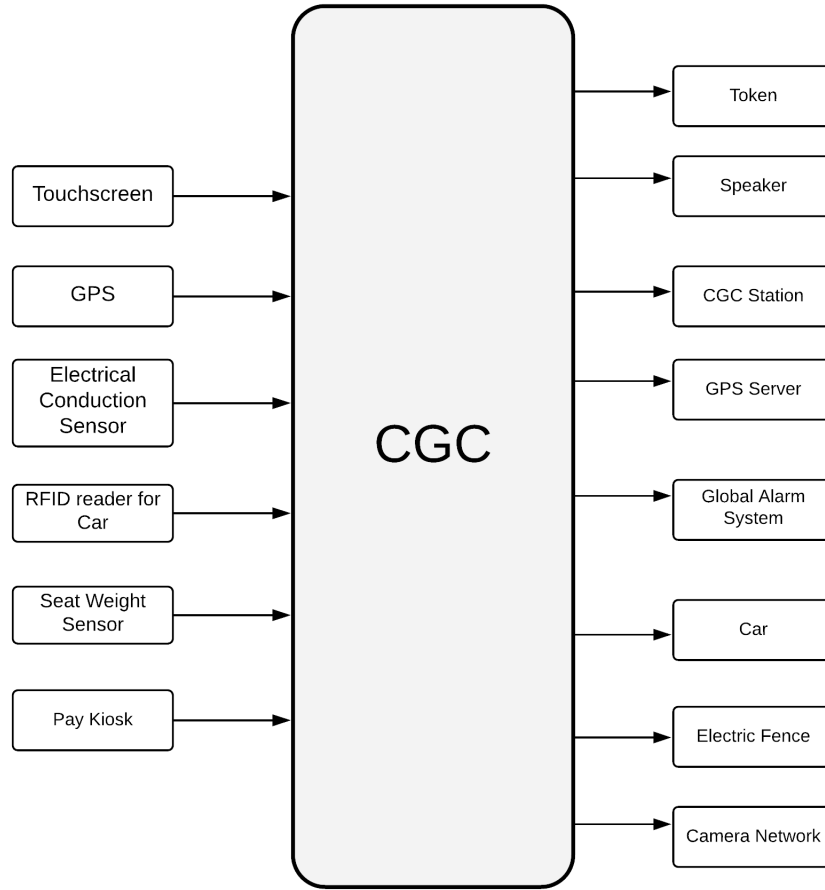 Touchscreen
GPS
Electrical
Conduction
Sensor
RFID reader for
Car
Seat Weight
Sensor
Pay Kiosk
CGC
Token
Speaker
CGC Station
GPS Server
Global Alarm
System
Car
Electric Fence
Camera Network